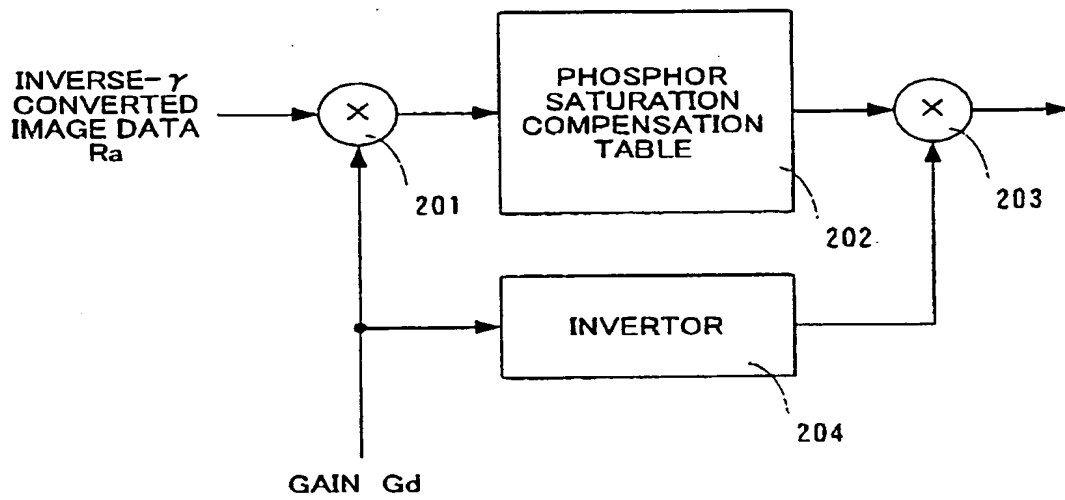 INVERSE-γ
CONVERTED
IMAGE DATA
Ra
×
201
PHOSPHOR
SATURATION
COMPENSATION
TABLE
202
×
203
INVERTOR
204
GAIN Gd